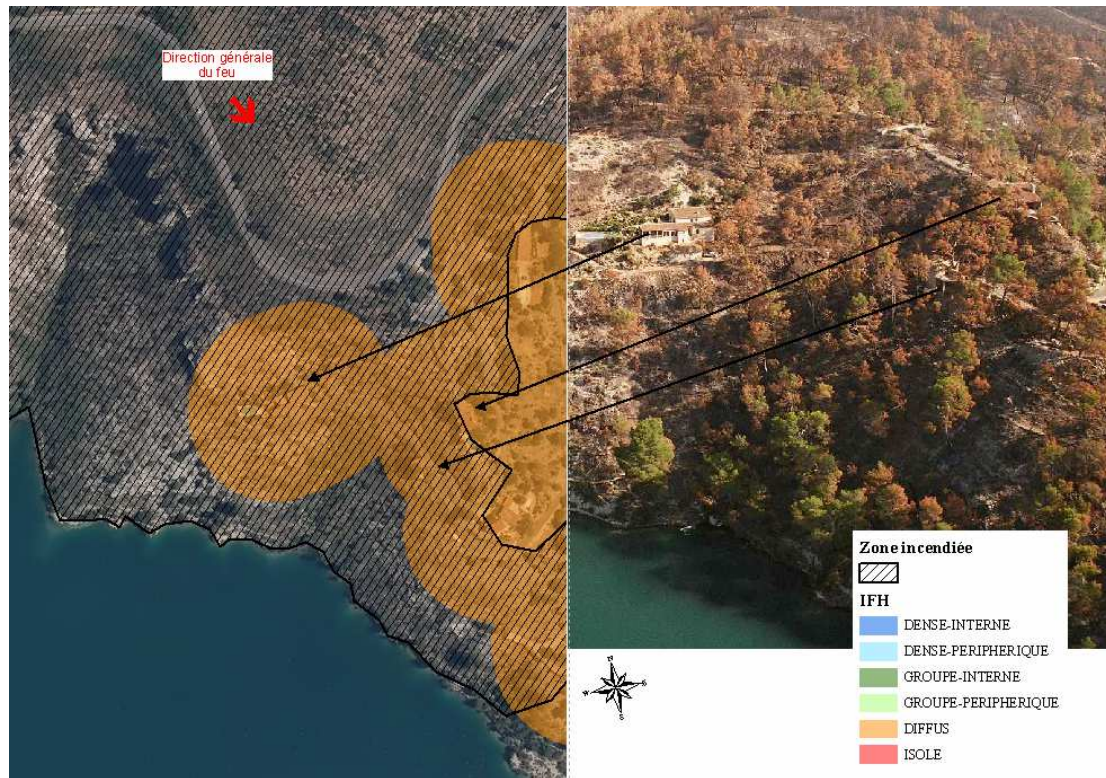 Direction générale
du feu
Zone incendiée
IFH
DENSE-INTERNE
DENSE-PERIPHERIQUE
GROUPE-INTERNE
GROUPE-PERIPHERIQUE
DIFFUS
ISOLE
N
W
E
S